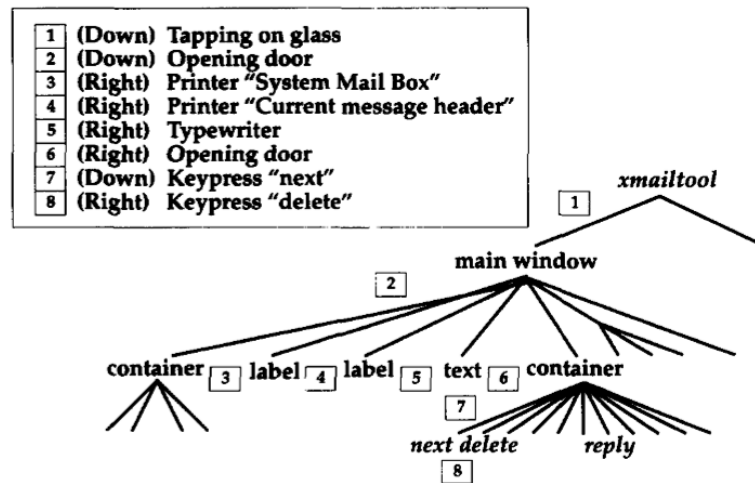 1 (Down) Tapping on glass
2 (Down) Opening door
3 (Right) Printer “System Mail Box”
4 (Right) Printer “Current message header”
5 (Right) Typewriter
6 (Right) Opening door
7 (Down) Keypress “next”
8 (Right) Keypress “delete”
xmailtool
1
main window
2
container 3 label 4 label 5 text 6 container
7
next delete reply
8